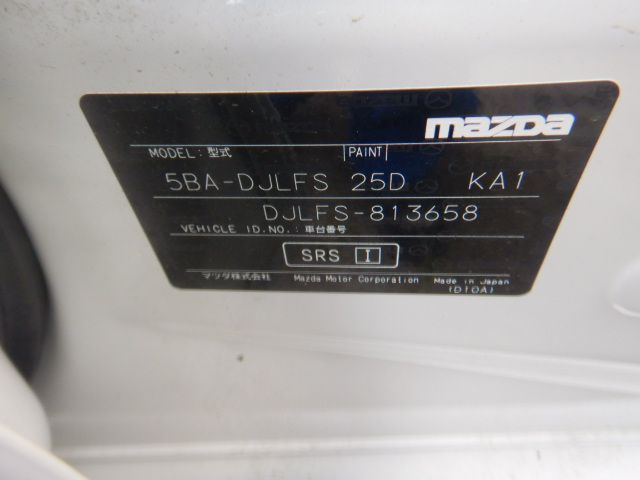 mazda
MODEL:型式 PAINT
5BA-DJLFS 25D KA1
DJLFS-813658
VEHICLE ID.NO.:車台番号
SRS I
マツダ株式会社 Mazda Motor Corporation Made in Japan
(D10A)